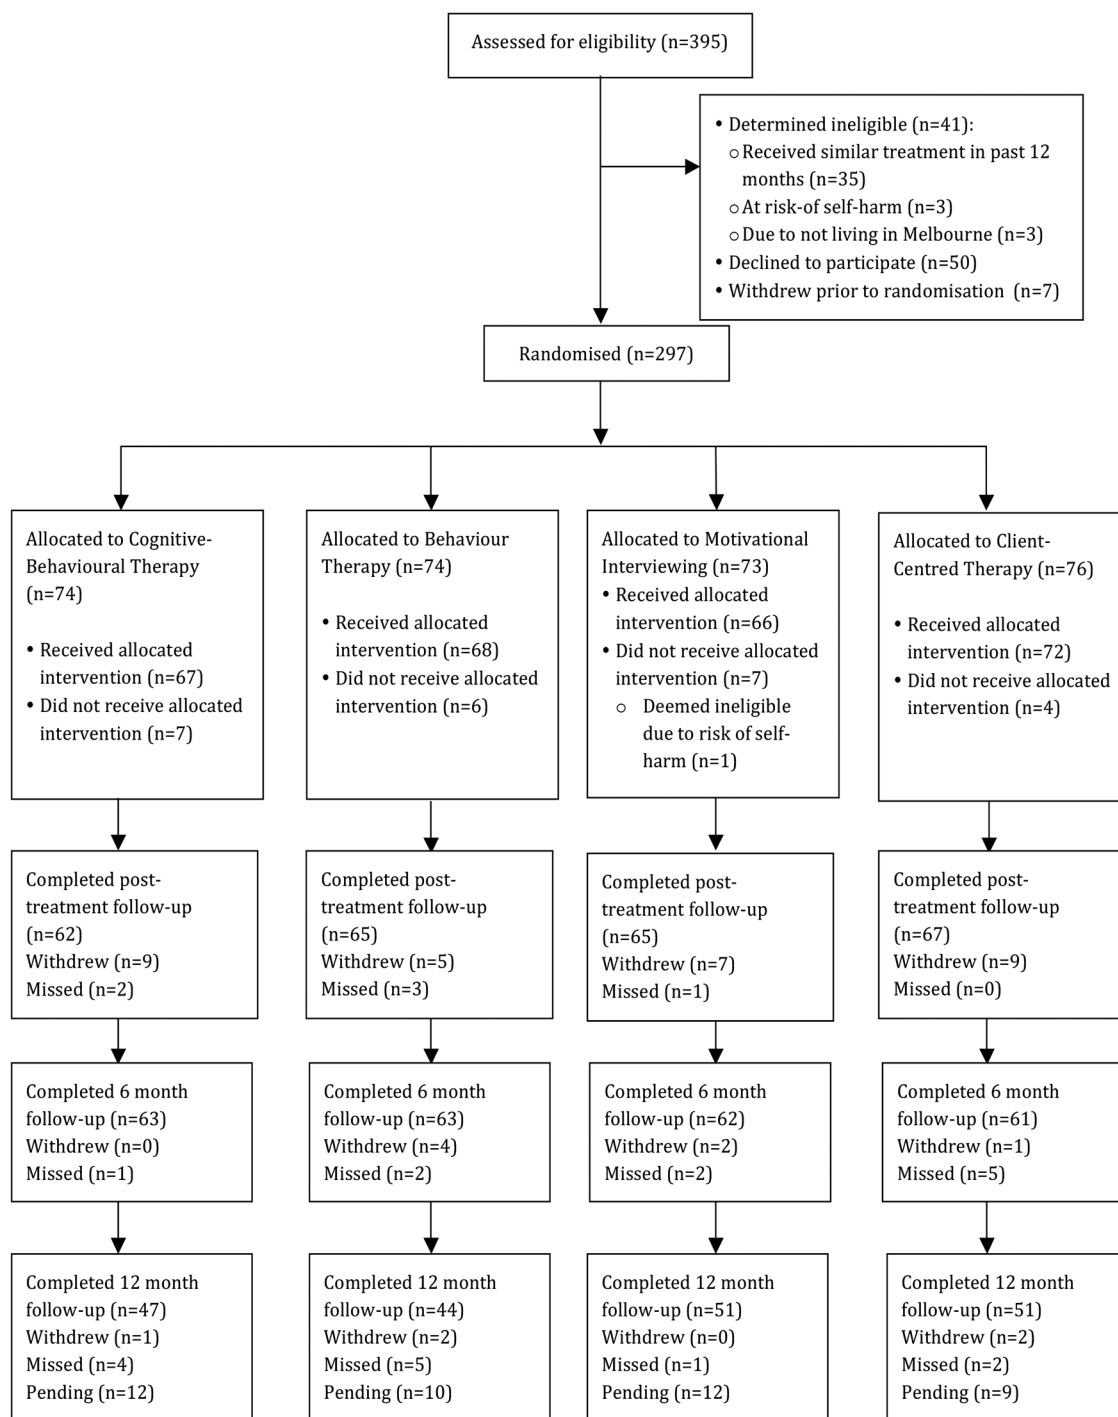 Assessed for eligibility (n=395)
• Determined ineligible (n=41):
o Received similar treatment in past 12
months (n=35)
o At risk-of self-harm (n=3)
o Due to not living in Melbourne (n=3)
• Declined to participate (n=50)
• Withdrew prior to randomisation (n=7)
Randomised (n=297)
Allocated to Cognitive-
Behavioural Therapy
(n=74)
• Received allocated
intervention (n=67)
• Did not receive allocated
intervention (n=7)
Allocated to Behaviour
Therapy (n=74)
• Received allocated
intervention (n=68)
• Did not receive allocated
intervention (n=6)
Allocated to Motivational
Interviewing (n=73)
• Received allocated
intervention (n=66)
• Did not receive allocated
intervention (n=7)
o Deemed ineligible
due to risk of self-
harm (n=1)
Allocated to Client-
Centred Therapy (n=76)
• Received allocated
intervention (n=72)
• Did not receive allocated
intervention (n=4)
Completed post-
treatment follow-up
(n=62)
Withdrew (n=9)
Missed (n=2)
Completed post-
treatment follow-up
(n=65)
Withdrew (n=5)
Missed (n=3)
Completed post-
treatment follow-up
(n=65)
Withdrew (n=7)
Missed (n=1)
Completed post-
treatment follow-up
(n=67)
Withdrew (n=9)
Missed (n=0)
Completed 6 month
follow-up (n=63)
Withdrew (n=0)
Missed (n=1)
Completed 6 month
follow-up (n=63)
Withdrew (n=4)
Missed (n=2)
Completed 6 month
follow-up (n=62)
Withdrew (n=2)
Missed (n=2)
Completed 6 month
follow-up (n=61)
Withdrew (n=1)
Missed (n=5)
Completed 12 month
follow-up (n=47)
Withdrew (n=1)
Missed (n=4)
Pending (n=12)
Completed 12 month
follow-up (n=44)
Withdrew (n=2)
Missed (n=5)
Pending (n=10)
Completed 12 month
follow-up (n=51)
Withdrew (n=0)
Missed (n=1)
Pending (n=12)
Completed 12 month
follow-up (n=51)
Withdrew (n=2)
Missed (n=2)
Pending (n=9)